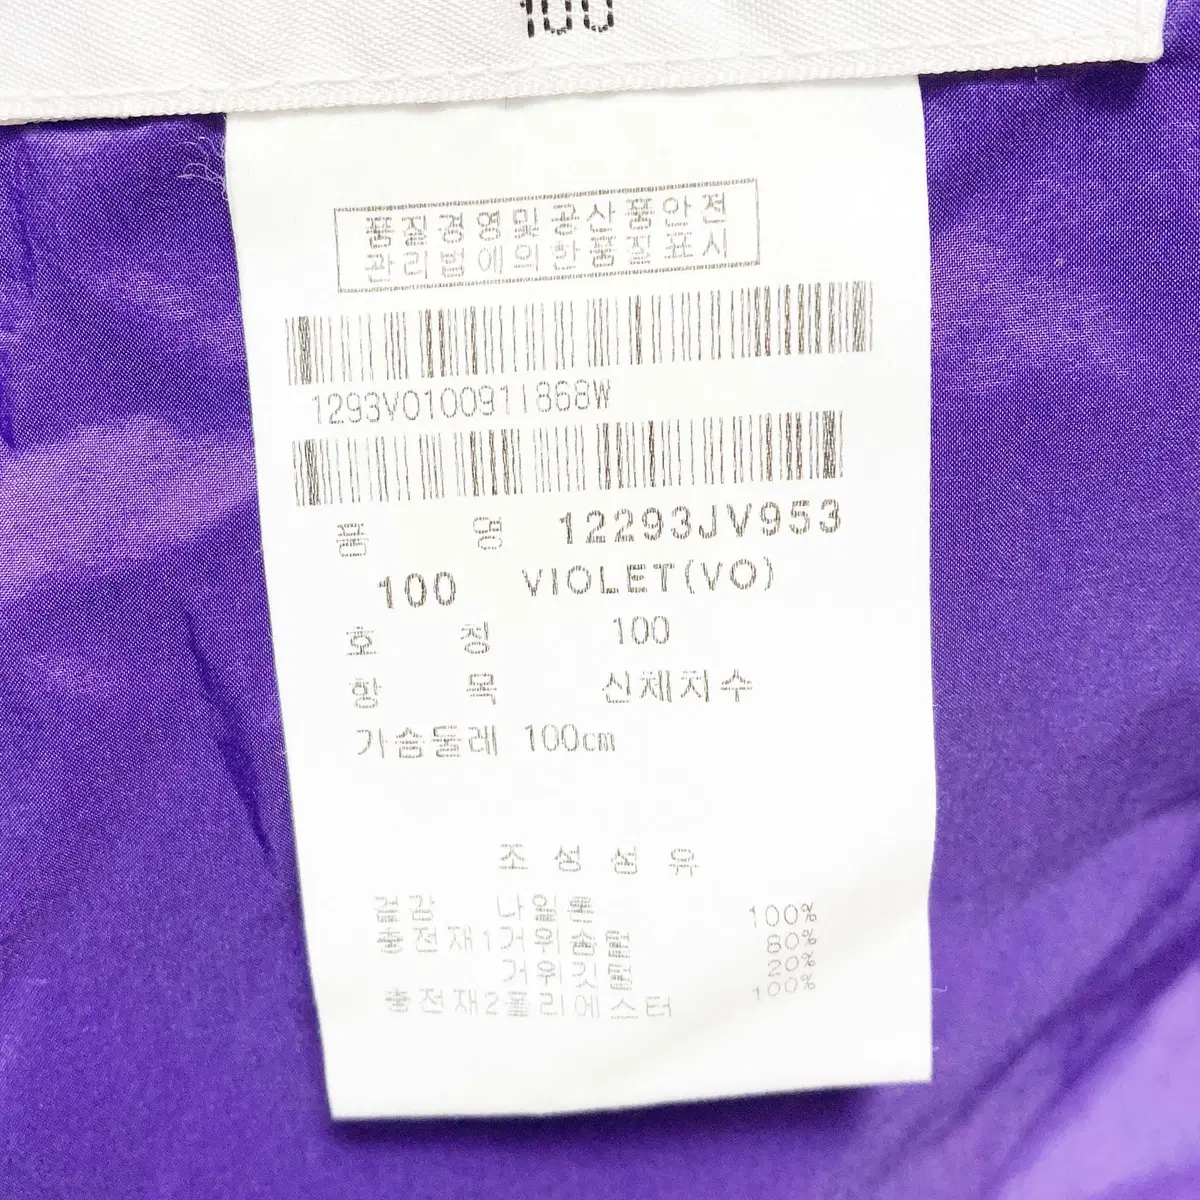 100
품질경영및공산품안전
관리법에의한품질표시
1293VO10091I868W
품 명 12293JV953
100 VIOLET(VO)
호 칭 100
항 목 신체치수
가슴둘레 100cm
조성섬유
겉감 나일론 100%
충전재1거위솜털 80%
거위깃털 20%
충전재2폴리에스터 100%